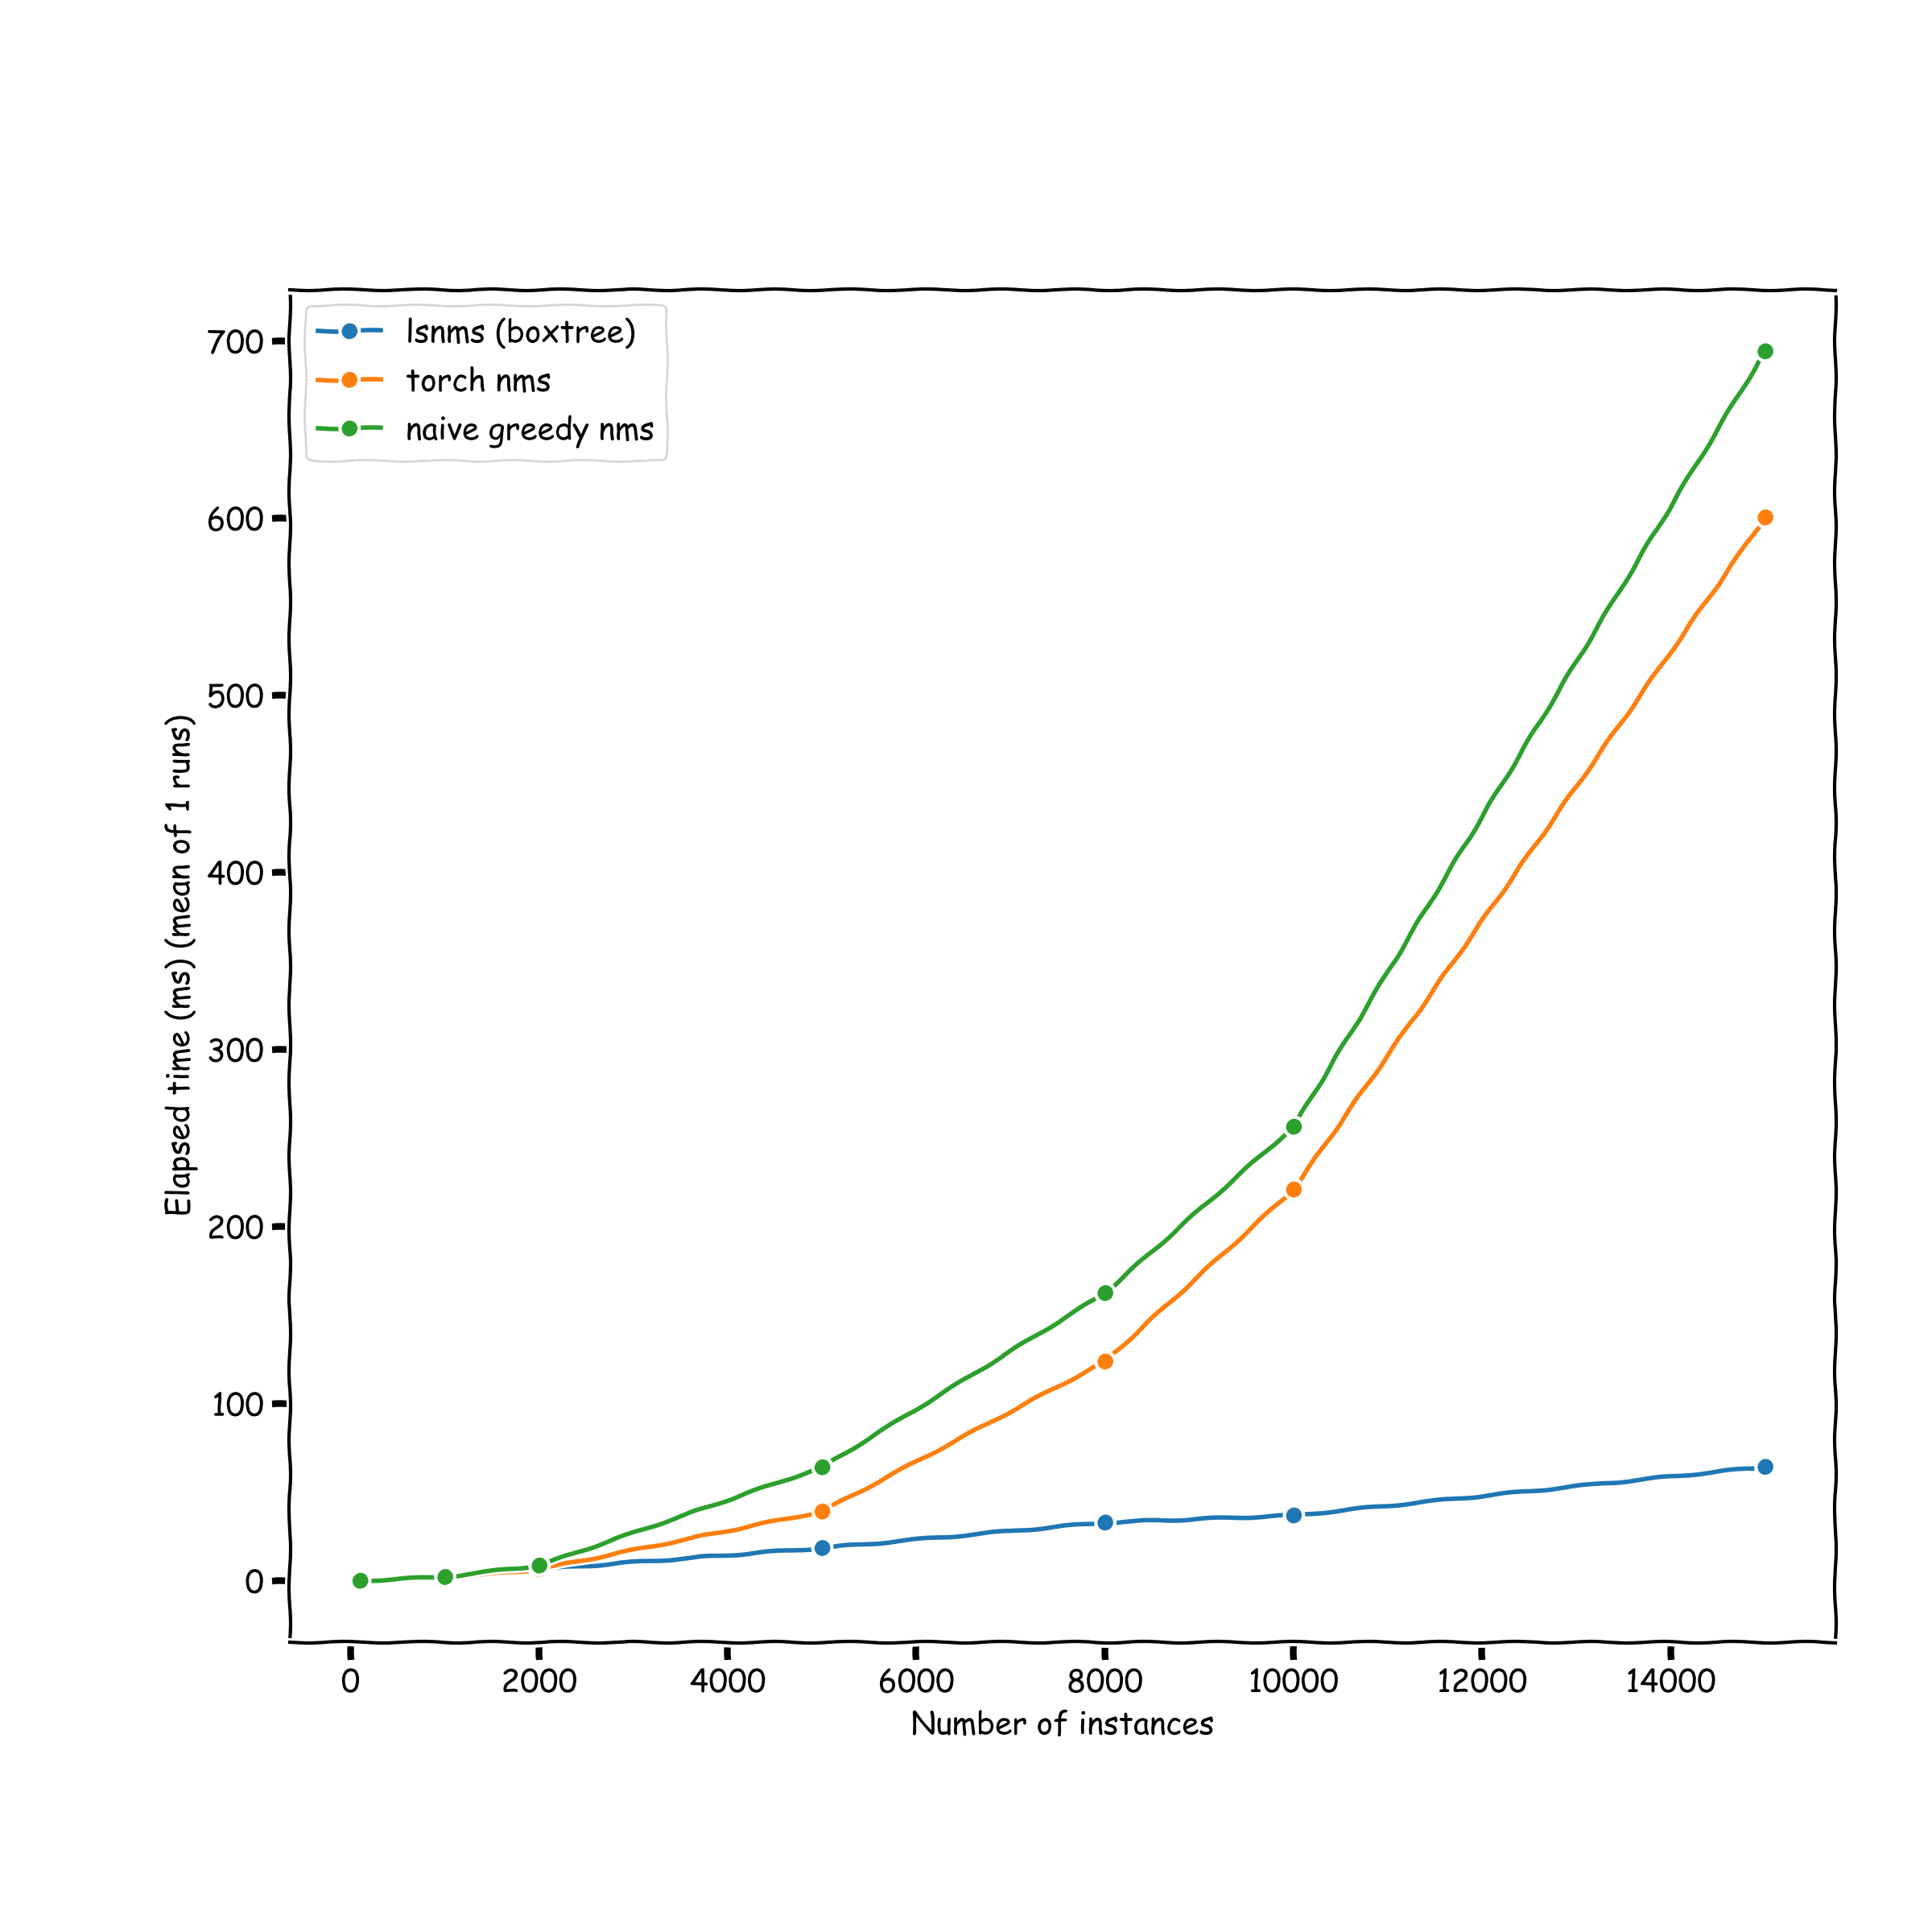 lsnms (boxtree)
torch nms
naive greedy nms
700
600
500
400
300
200
100
0
Elapsed time (ms) (mean of 1 runs)
0 2000 4000 6000 8000 10000 12000 14000
Number of instances